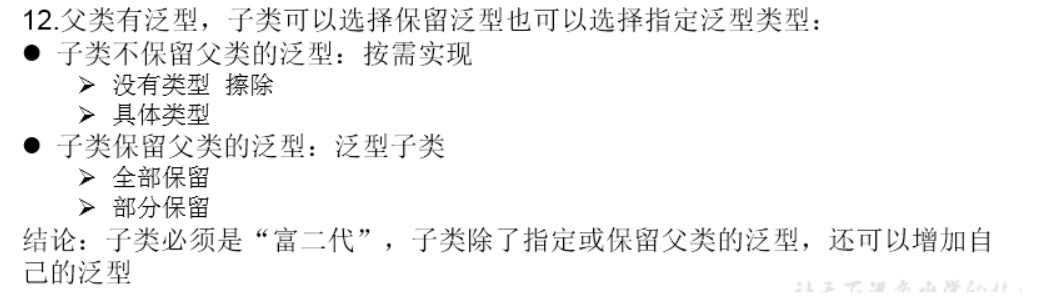 12.父类有泛型，子类可以选择保留泛型也可以选择指定泛型类型：
● 子类不保留父类的泛型：按需实现
➢ 没有类型 擦除
➢ 具体类型
● 子类保留父类的泛型：泛型子类
➢ 全部保留
➢ 部分保留
结论：子类必须是“富二代”，子类除了指定或保留父类的泛型，还可以增加自
己的泛型